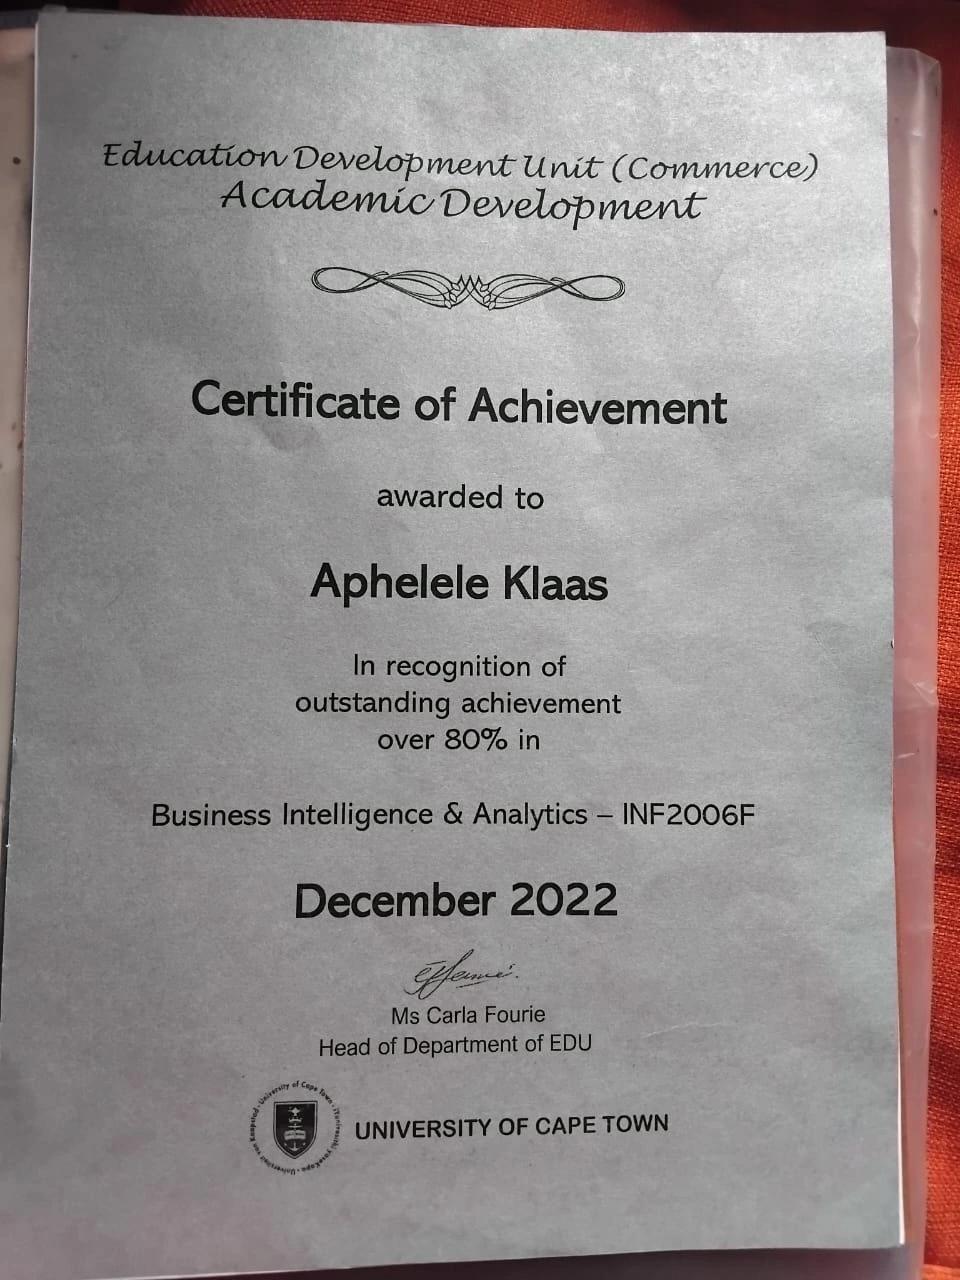 Education Development Unit (Commerce)
Academic Development
Certificate of Achievement
awarded to
Aphelele Klaas
In recognition of
outstanding achievement
over 80% in
Business Intelligence & Analytics – INF2006F
December 2022
Ms Carla Fourie
Head of Department of EDU
University of Cape Town · iYunivesithi yaseKapa · Universiteit van Kaapstad
UNIVERSITY OF CAPE TOWN